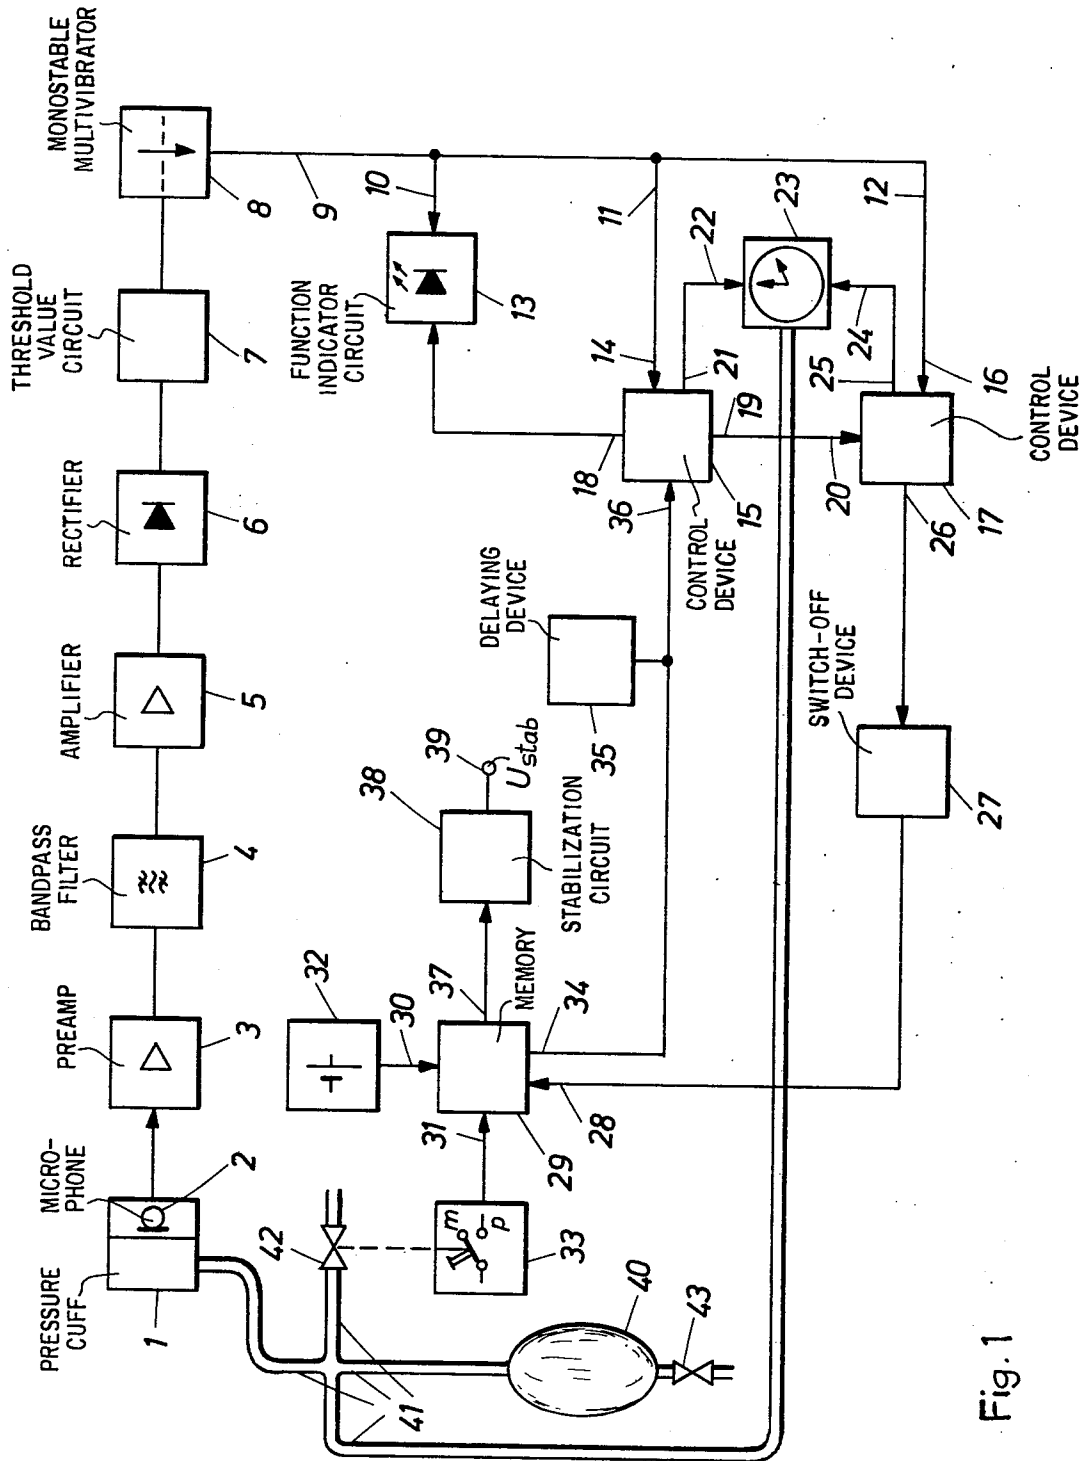 PRESSURE
CUFF
1
MICRO-
PHONE
2
PREAMP
3
BANDPASS
FILTER
4
AMPLIFIER
5
RECTIFIER
6
THRESHOLD
VALUE
CIRCUIT
7
MONOSTABLE
MULTIVIBRATOR
8
9
10
11
12
FUNCTION
INDICATOR
CIRCUIT
13
14
CONTROL
DEVICE
15
16
CONTROL
DEVICE
17
18
19
20
21
22
23
24
25
26
SWITCH-OFF
DEVICE
27
28
MEMORY
29
30
31
32
m
p
33
34
DELAYING
DEVICE
35
36
37
STABILIZATION
CIRCUIT
38
39
Ustab
40
41
42
43
Fig. 1